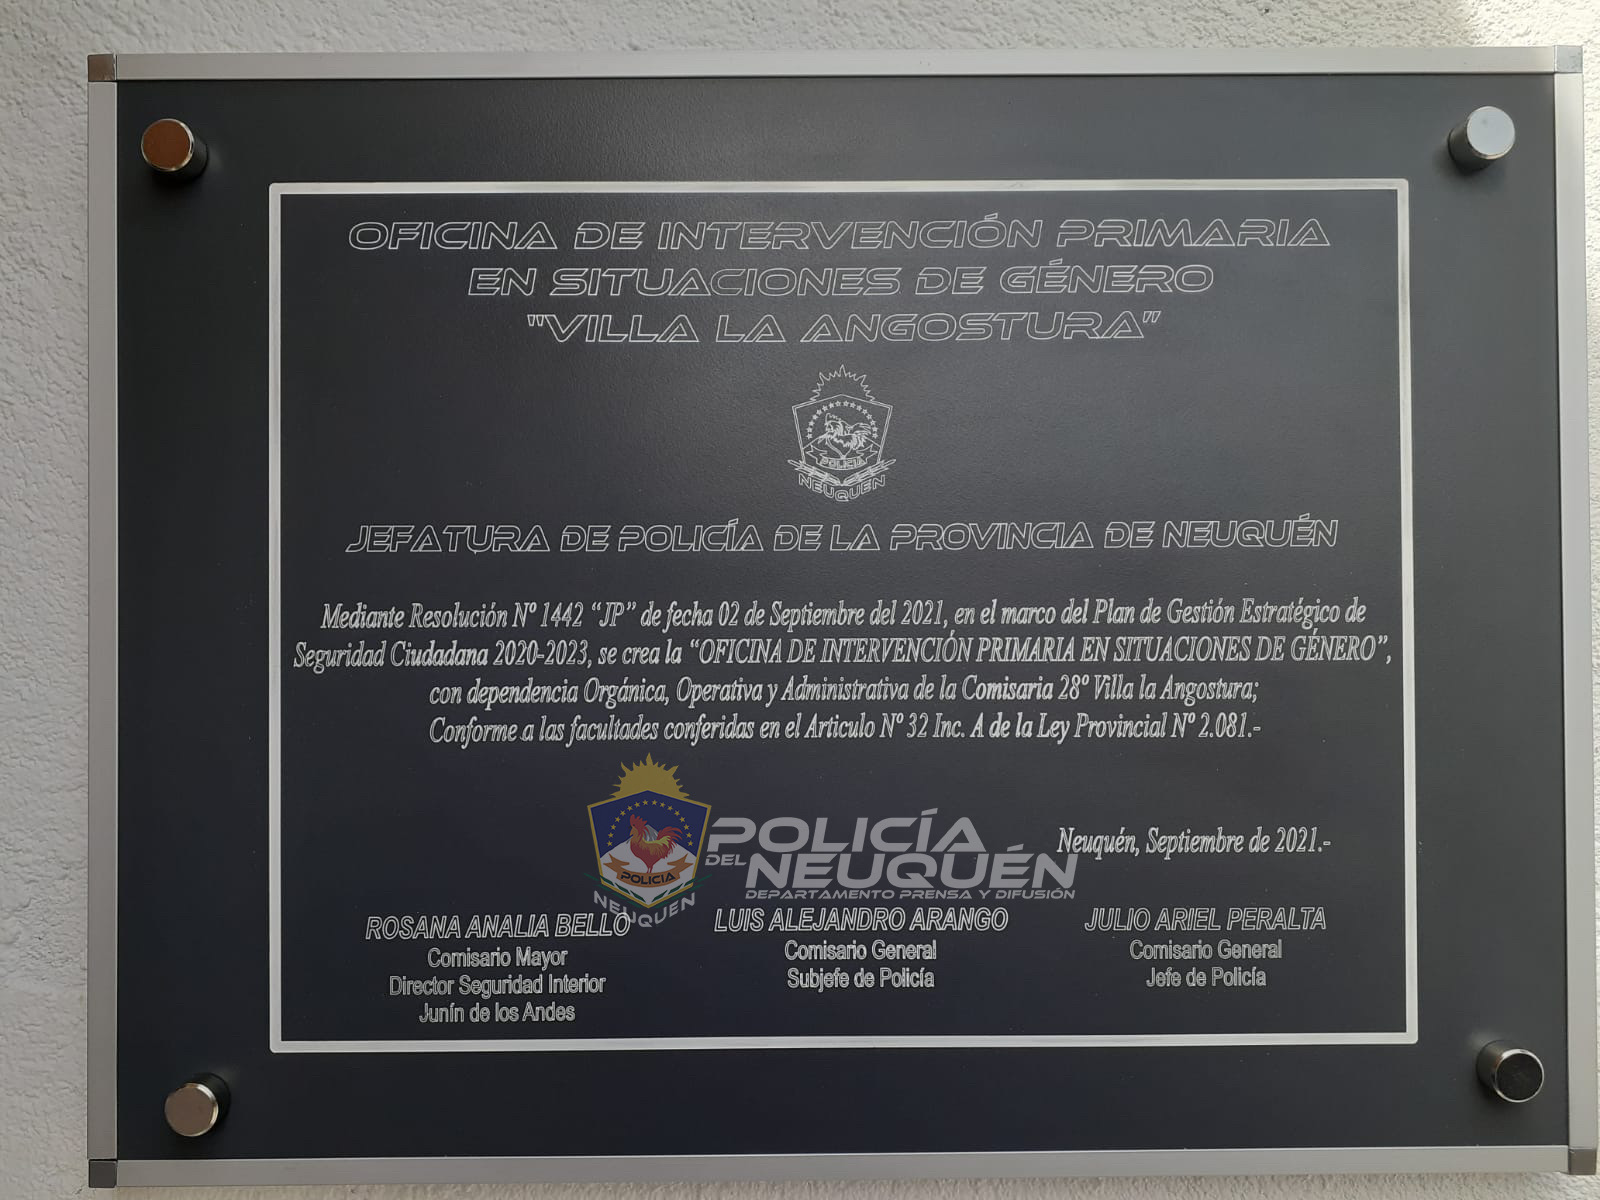 OFICINA DE INTERVENCIÓN PRIMARIA
EN SITUACIONES DE GÉNERO
"VILLA LA ANGOSTURA"
POLICIA
NEUQUÉN
JEFATURA DE POLICÍA DE LA PROVINCIA DE NEUQUÉN
Mediante Resolución Nº 1442 “JP” de fecha 02 de Septiembre del 2021, en el marco del Plan de Gestión Estratégico de
Seguridad Ciudadana 2020-2023, se crea la “OFICINA DE INTERVENCIÓN PRIMARIA EN SITUACIONES DE GÉNERO”,
con dependencia Orgánica, Operativa y Administrativa de la Comisaria 28º Villa la Angostura;
Conforme a las facultades conferidas en el Articulo Nº 32 Inc. A de la Ley Provincial Nº 2.081.-
POLICIA
NEUQUEN
POLICÍA
DEL NEUQUÉN
DEPARTAMENTO PRENSA Y DIFUSIÓN
Neuquén, Septiembre de 2021.-
ROSANA ANALIA BELLO
Comisario Mayor
Director Seguridad Interior
Junín de los Andes
LUIS ALEJANDRO ARANGO
Comisario General
Subjefe de Policía
JULIO ARIEL PERALTA
Comisario General
Jefe de Policía